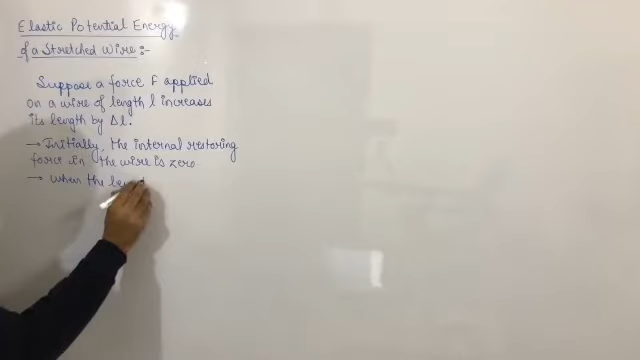 Elastic Potential Energy
of a Stretched Wire :-
Suppose a force F applied
on a wire of length l increases
its length by Δl.
→ Initially, the internal restoring
force in the wire is zero
→ when the